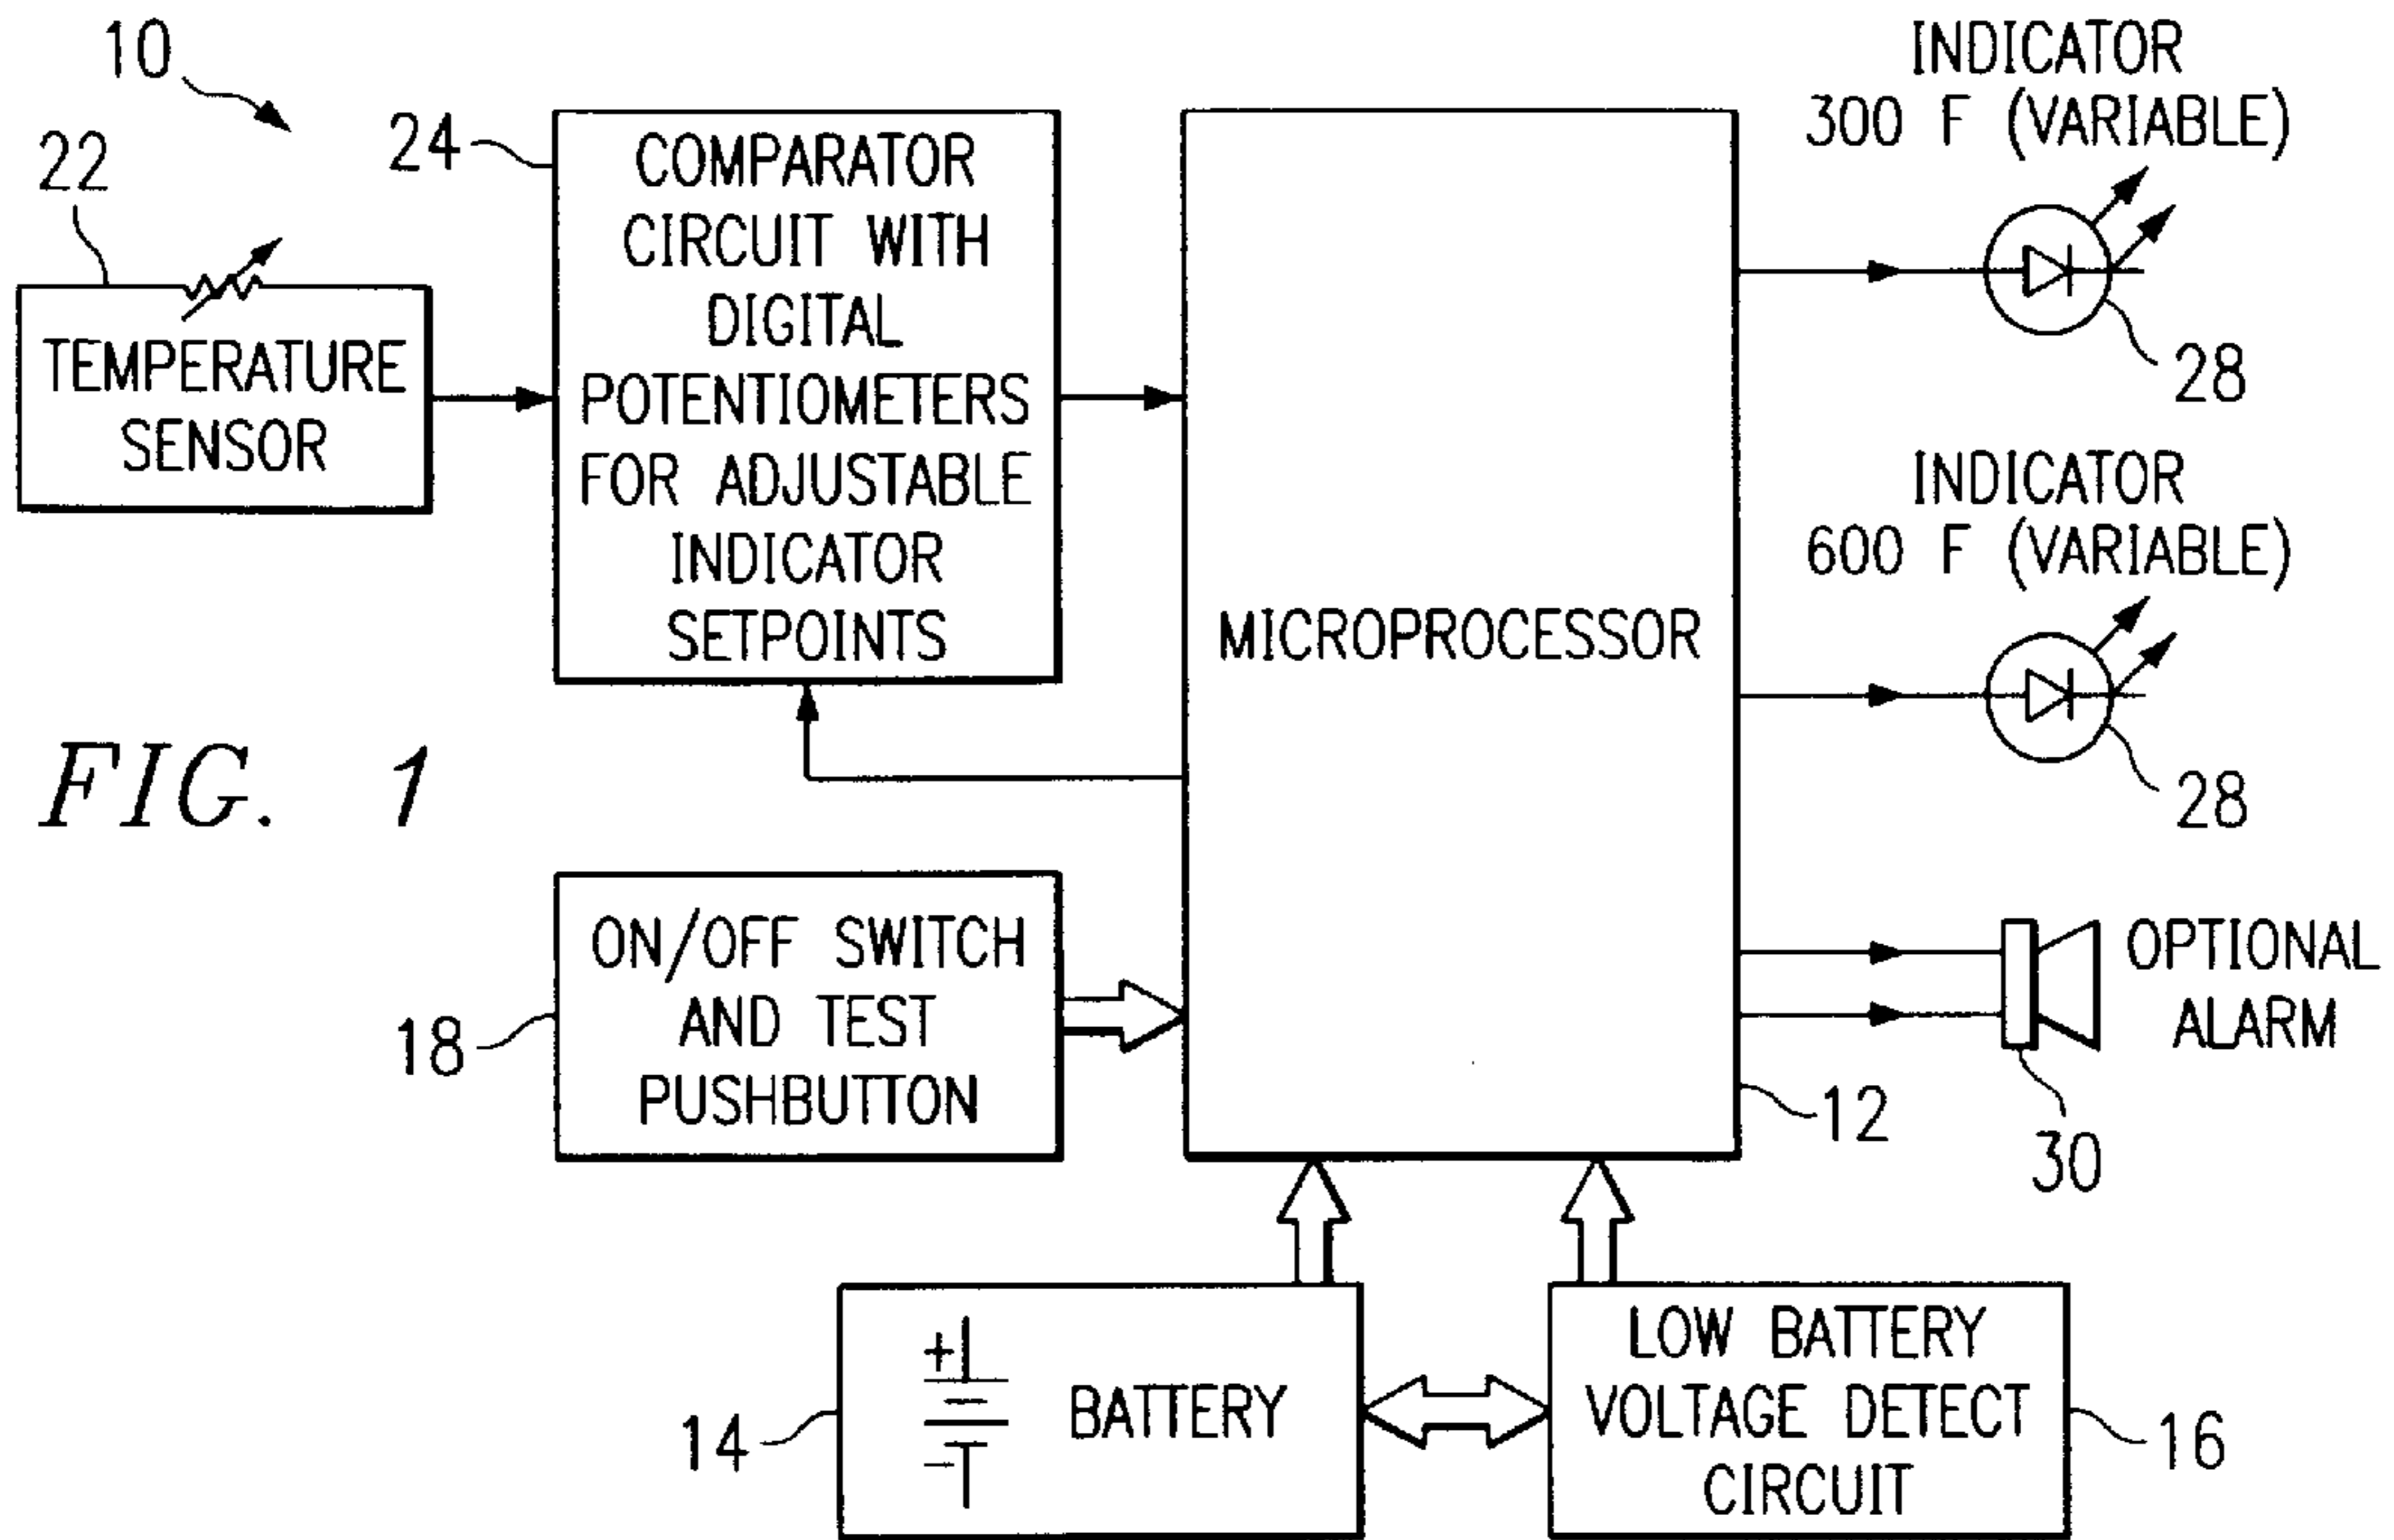 10
22
TEMPERATURE
SENSOR
24
COMPARATOR
CIRCUIT WITH
DIGITAL
POTENTIOMETERS
FOR ADJUSTABLE
INDICATOR
SETPOINTS
MICROPROCESSOR
12
INDICATOR
300 F (VARIABLE)
28
INDICATOR
600 F (VARIABLE)
28
FIG. 1
18
ON/OFF SWITCH
AND TEST
PUSHBUTTON
OPTIONAL
ALARM
30
14
+
-
BATTERY
LOW BATTERY
VOLTAGE DETECT
CIRCUIT
16